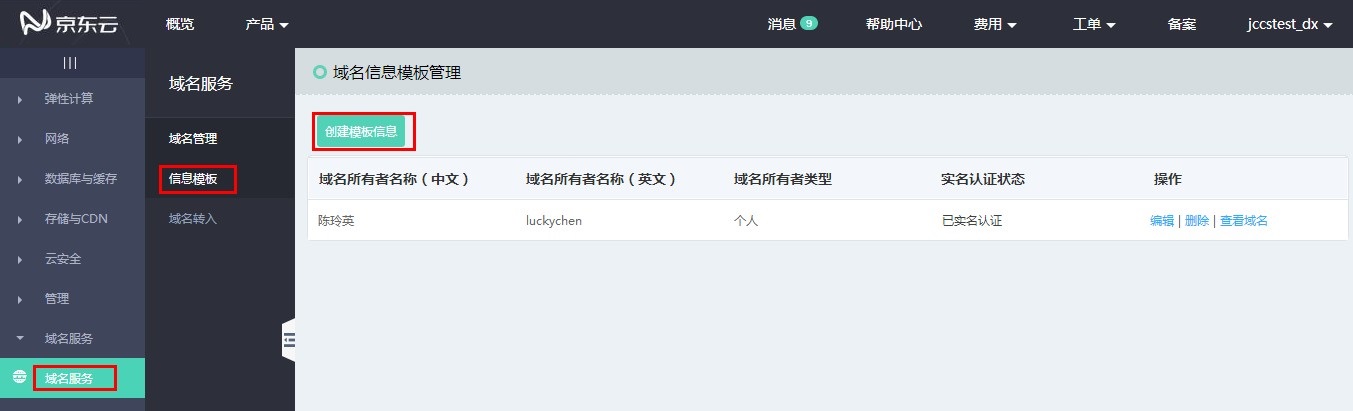 京东云 概览 产品 消息 9 帮助中心 费用 工单 备案 jccstest_dx
弹性计算
网络
数据库与缓存
存储与CDN
云安全
管理
域名服务
域名服务
域名服务
域名管理
信息模板
域名转入
域名信息模板管理
创建模板信息
域名所有者名称（中文） 域名所有者名称（英文） 域名所有者类型 实名认证状态 操作
陈玲英 luckychen 个人 已实名认证 编辑 | 删除 | 查看域名